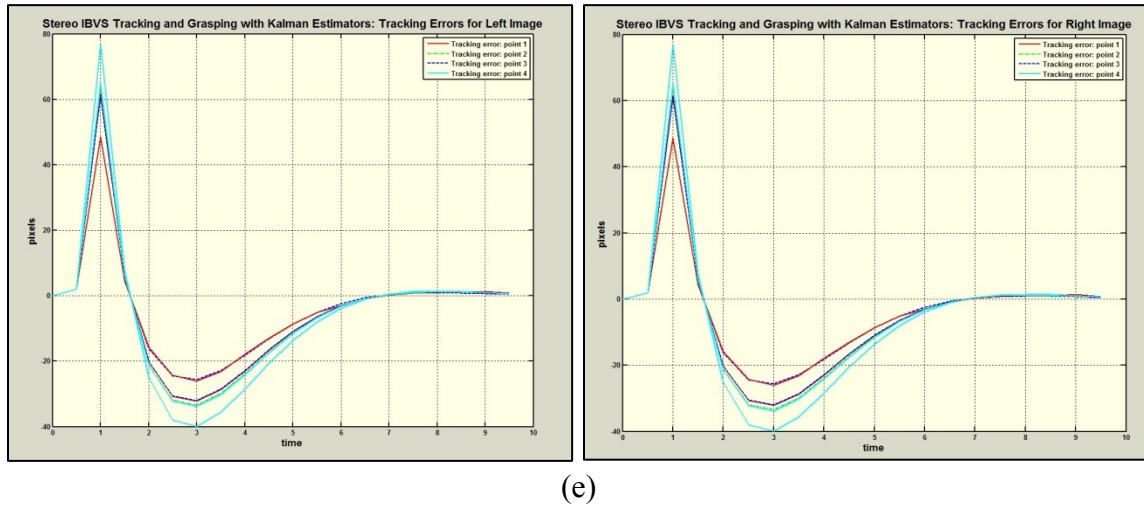 Stereo IBVS Tracking and Grasping with Kalman Estimators: Tracking Errors for Left Image
80
60
40
20
0
-20
-40
pixels
0 1 2 3 4 5 6 7 8 9 10
time
Tracking error: point 1
Tracking error: point 2
Tracking error: point 3
Tracking error: point 4
Stereo IBVS Tracking and Grasping with Kalman Estimators: Tracking Errors for Right Image
80
60
40
20
0
-20
-40
pixels
0 1 2 3 4 5 6 7 8 9 10
time
Tracking error: point 1
Tracking error: point 2
Tracking error: point 3
Tracking error: point 4
(e)